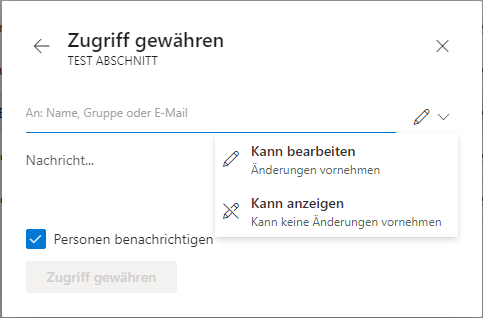 Zugriff gewähren
TEST ABSCHNITT
An: Name, Gruppe oder E-Mail
Nachricht...
Kann bearbeiten
Änderungen vornehmen
Kann anzeigen
Kann keine Änderungen vornehmen
Personen benachrichtigen
Zugriff gewähren